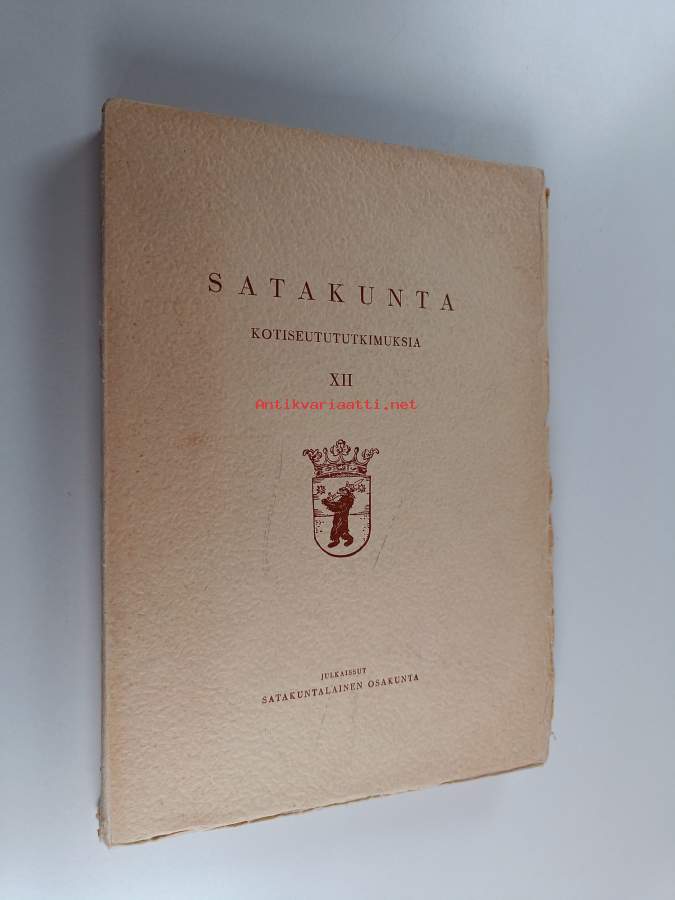 SATAKUNTA
KOTISEUTUTUTKIMUKSIA
XII
Antikvariaatti.net
JULKAISSUT
SATAKUNTALAINEN OSAKUNTA